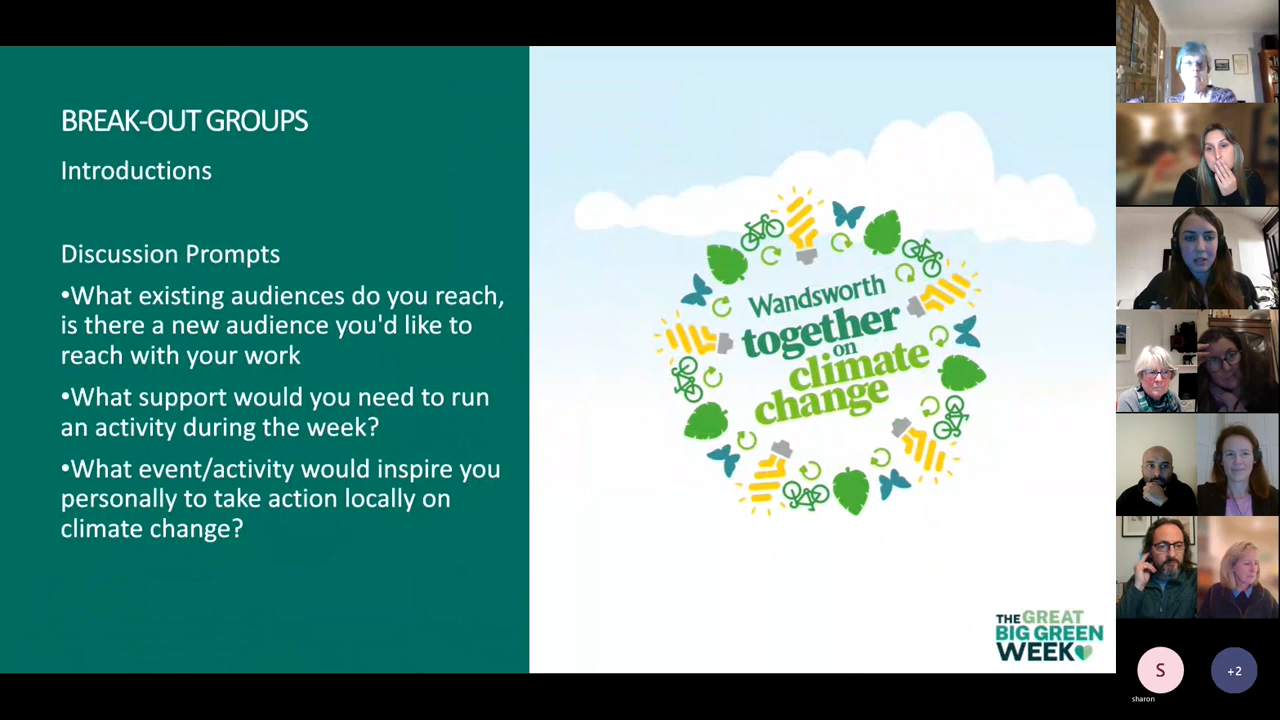 BREAK-OUT GROUPS
Introductions
Discussion Prompts
•What existing audiences do you reach,
is there a new audience you'd like to
reach with your work
•What support would you need to run
an activity during the week?
•What event/activity would inspire you
personally to take action locally on
climate change?
Wandsworth
together
on
climate
change
THE GREAT
BIG GREEN
WEEK
S
+2
sharon